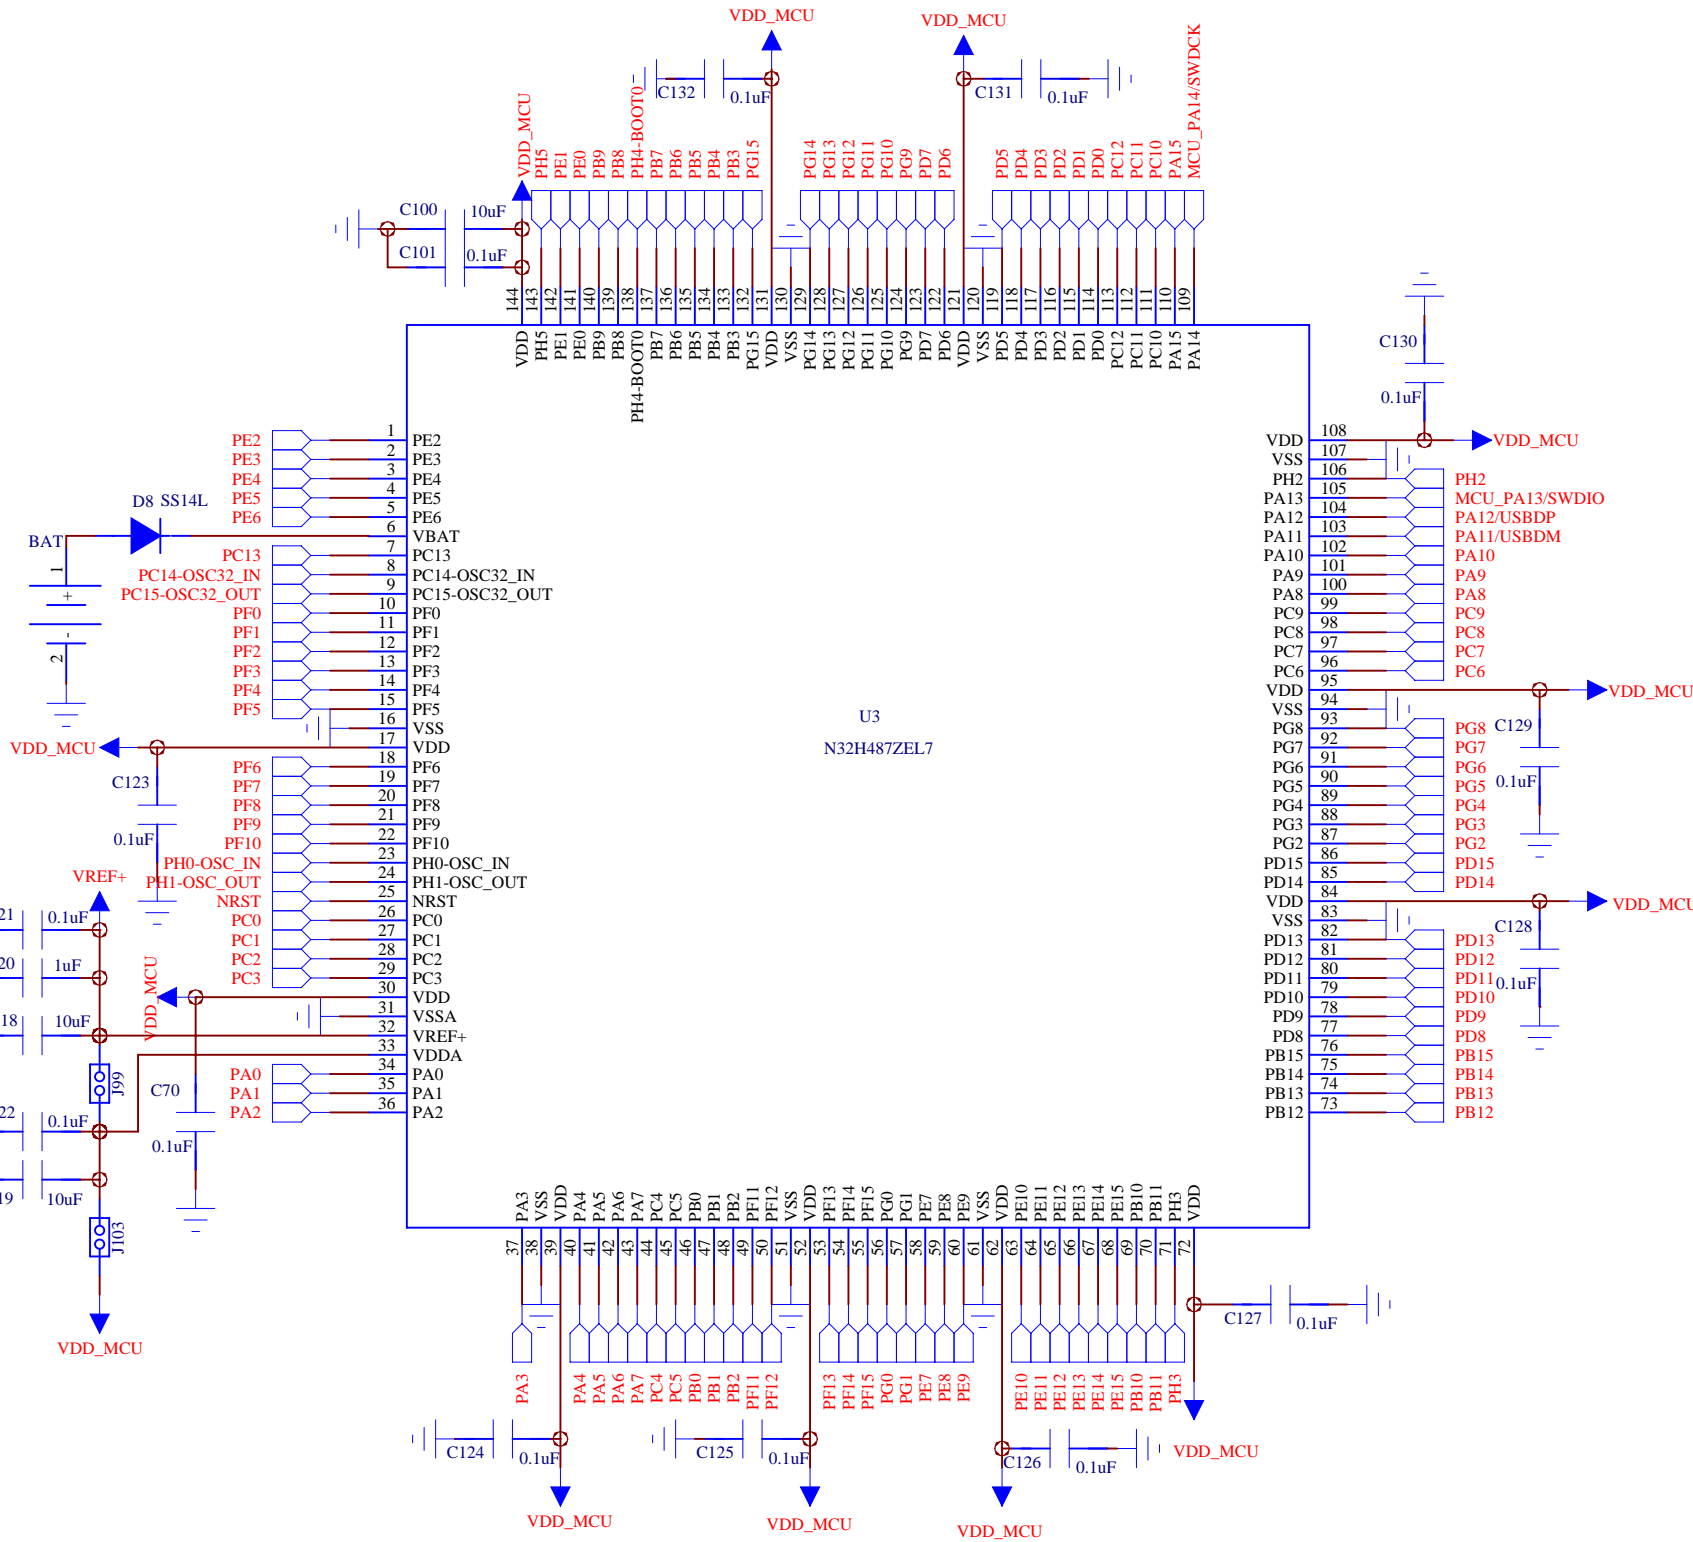 VDD_MCU
VDD_MCU
C132
0.1uF
C131
0.1uF
VDD_MCU
PH5
PE1
PE0
PB9
PB8
PH4-BOOT0
PB7
PB6
PB5
PB4
PB3
PG15
PG14
PG13
PG12
PG11
PG10
PG9
PD7
PD6
PD5
PD4
PD3
PD2
PD1
PD0
PC12
PC11
PC10
PA15
MCU_PA14/SWDCK
C100
10uF
C101
0.1uF
144 143 142 141 140 139 138 137 136 135 134 133 132 131 130 129 128 127 126 125 124 123 122 121 120 119 118 117 116 115 114 113 112 111 110 109
VDD
PH5
PE1
PE0
PB9
PB8
PH4-BOOT0
PB7
PB6
PB5
PB4
PB3
PG15
VDD
VSS
PG14
PG13
PG12
PG11
PG10
PG9
PD7
PD6
VDD
VSS
PD5
PD4
PD3
PD2
PD1
PD0
PC12
PC11
PC10
PA15
PA14
C130
0.1uF
PE2 1 PE2
PE3 2 PE3
PE4 3 PE4
PE5 4 PE5
PE6 5 PE6
6 VBAT
PC13 7 PC13
PC14-OSC32_IN 8 PC14-OSC32_IN
PC15-OSC32_OUT 9 PC15-OSC32_OUT
PF0 10 PF0
PF1 11 PF1
PF2 12 PF2
PF3 13 PF3
PF4 14 PF4
PF5 15 PF5
16 VSS
VDD_MCU 17 VDD
PF6 18 PF6
PF7 19 PF7
PF8 20 PF8
PF9 21 PF9
PF10 22 PF10
PH0-OSC_IN 23 PH0-OSC_IN
PH1-OSC_OUT 24 PH1-OSC_OUT
NRST 25 NRST
PC0 26 PC0
PC1 27 PC1
PC2 28 PC2
PC3 29 PC3
VDD_MCU 30 VDD
31 VSSA
32 VREF+
33 VDDA
PA0 34 PA0
PA1 35 PA1
PA2 36 PA2
D8 SS14L
BAT
1
+
-
2
C123
0.1uF
VREF+
21 0.1uF
20 1uF
18 10uF
J99
22 0.1uF
19 10uF
J103
VDD_MCU
C70
0.1uF
U3
N32H487ZEL7
VDD 108 VDD_MCU
VSS 107
PH2 106 PH2
PA13 105 MCU_PA13/SWDIO
PA12 104 PA12/USBDP
PA11 103 PA11/USBDM
PA10 102 PA10
PA9 101 PA9
PA8 100 PA8
PC9 99 PC9
PC8 98 PC8
PC7 97 PC7
PC6 96 PC6
VDD 95 VDD_MCU
VSS 94
PG8 93 PG8
PG7 92 PG7
PG6 91 PG6
PG5 90 PG5
PG4 89 PG4
PG3 88 PG3
PG2 87 PG2
PD15 86 PD15
PD14 85 PD14
VDD 84 VDD_MCU
VSS 83
PD13 82 PD13
PD12 81 PD12
PD11 80 PD11
PD10 79 PD10
PD9 78 PD9
PD8 77 PD8
PB15 76 PB15
PB14 75 PB14
PB13 74 PB13
PB12 73 PB12
C129
0.1uF
C128
0.1uF
PA3
VSS
VDD
PA4
PA5
PA6
PA7
PC4
PC5
PB0
PB1
PB2
PF11
PF12
VSS
VDD
PF13
PF14
PF15
PG0
PG1
PE7
PE8
PE9
VSS
VDD
PE10
PE11
PE12
PE13
PE14
PE15
PB10
PB11
PH3
VDD
37 38 39 40 41 42 43 44 45 46 47 48 49 50 51 52 53 54 55 56 57 58 59 60 61 62 63 64 65 66 67 68 69 70 71 72
C127
0.1uF
PA3
PA4
PA5
PA6
PA7
PC4
PC5
PB0
PB1
PB2
PF11
PF12
PF13
PF14
PF15
PG0
PG1
PE7
PE8
PE9
PE10
PE11
PE12
PE13
PE14
PE15
PB10
PB11
PH3
C124
0.1uF
C125
0.1uF
C126
0.1uF
VDD_MCU
VDD_MCU
VDD_MCU
VDD_MCU